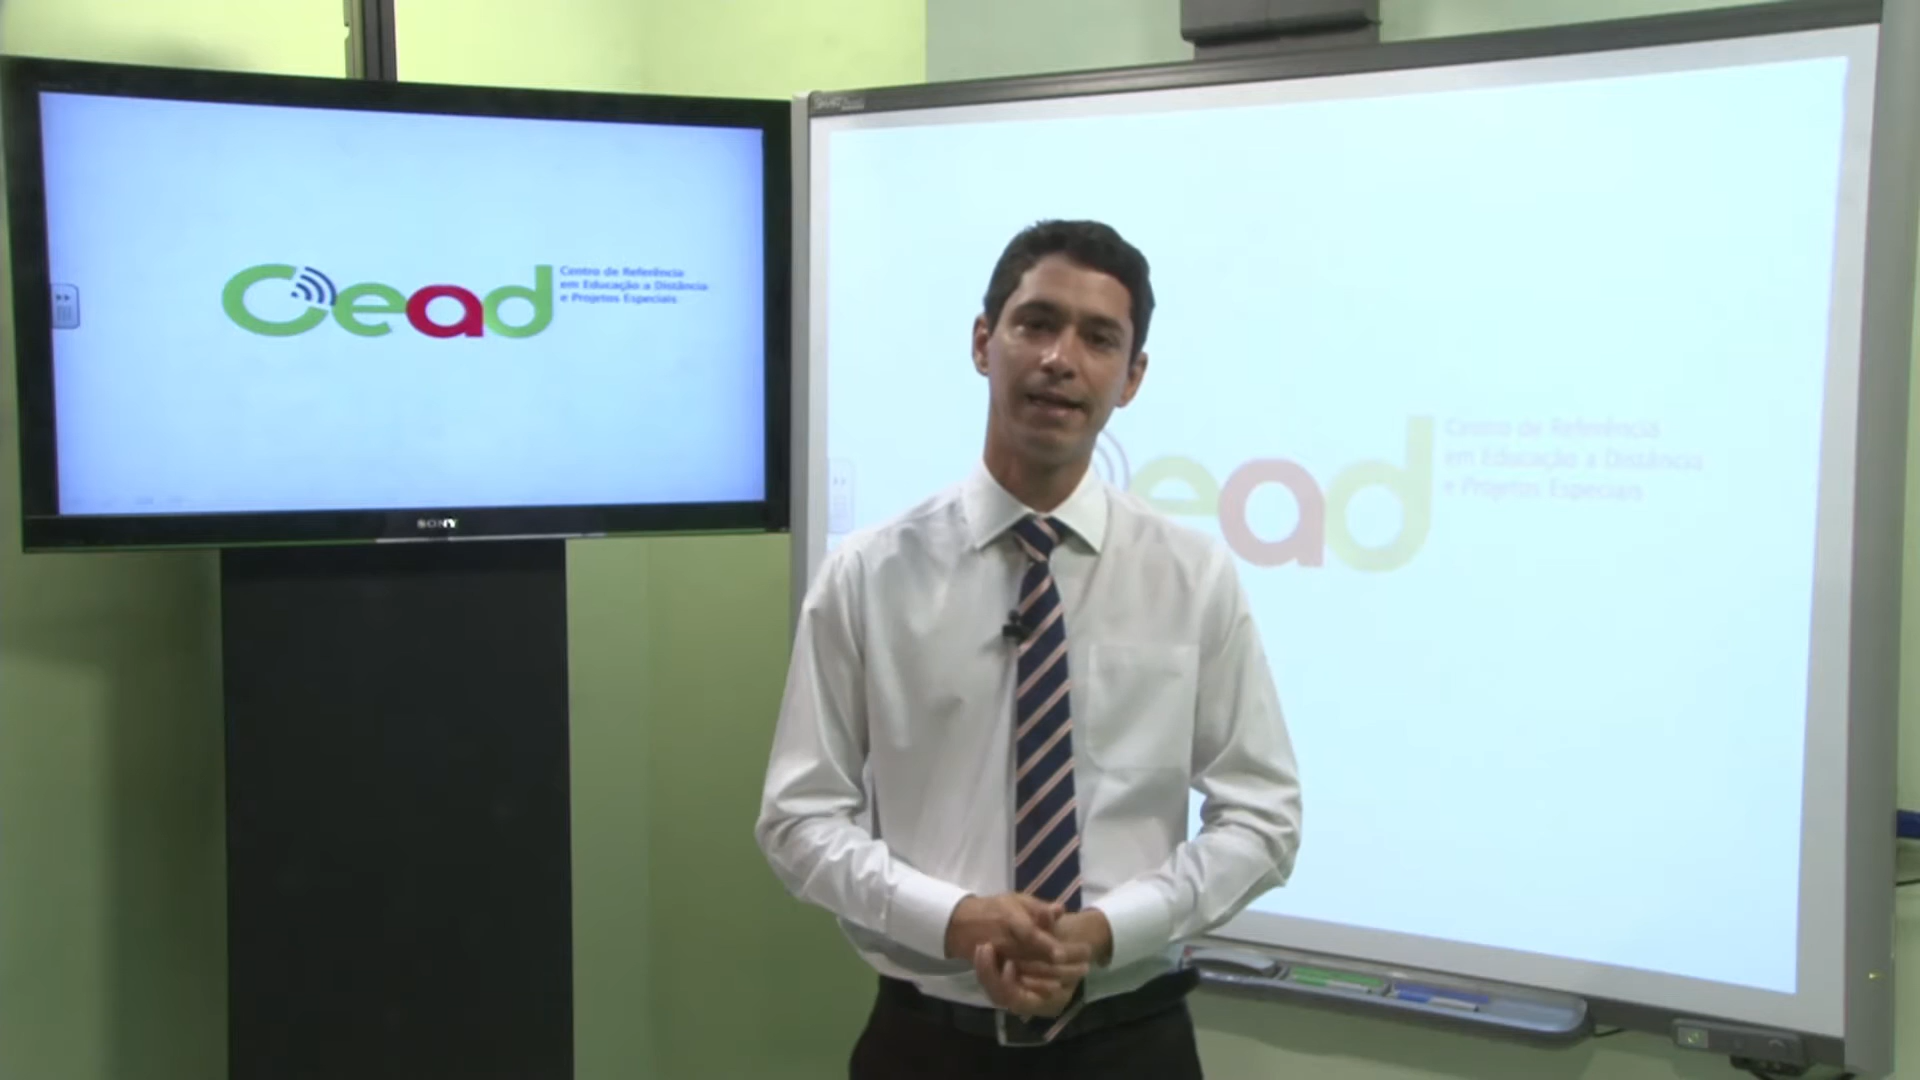 Cead
Centro de Referência
em Educação a Distância
e Projetos Especiais
SONY
ead
Centro de Referência
em Educação a Distância
e Projetos Especiais